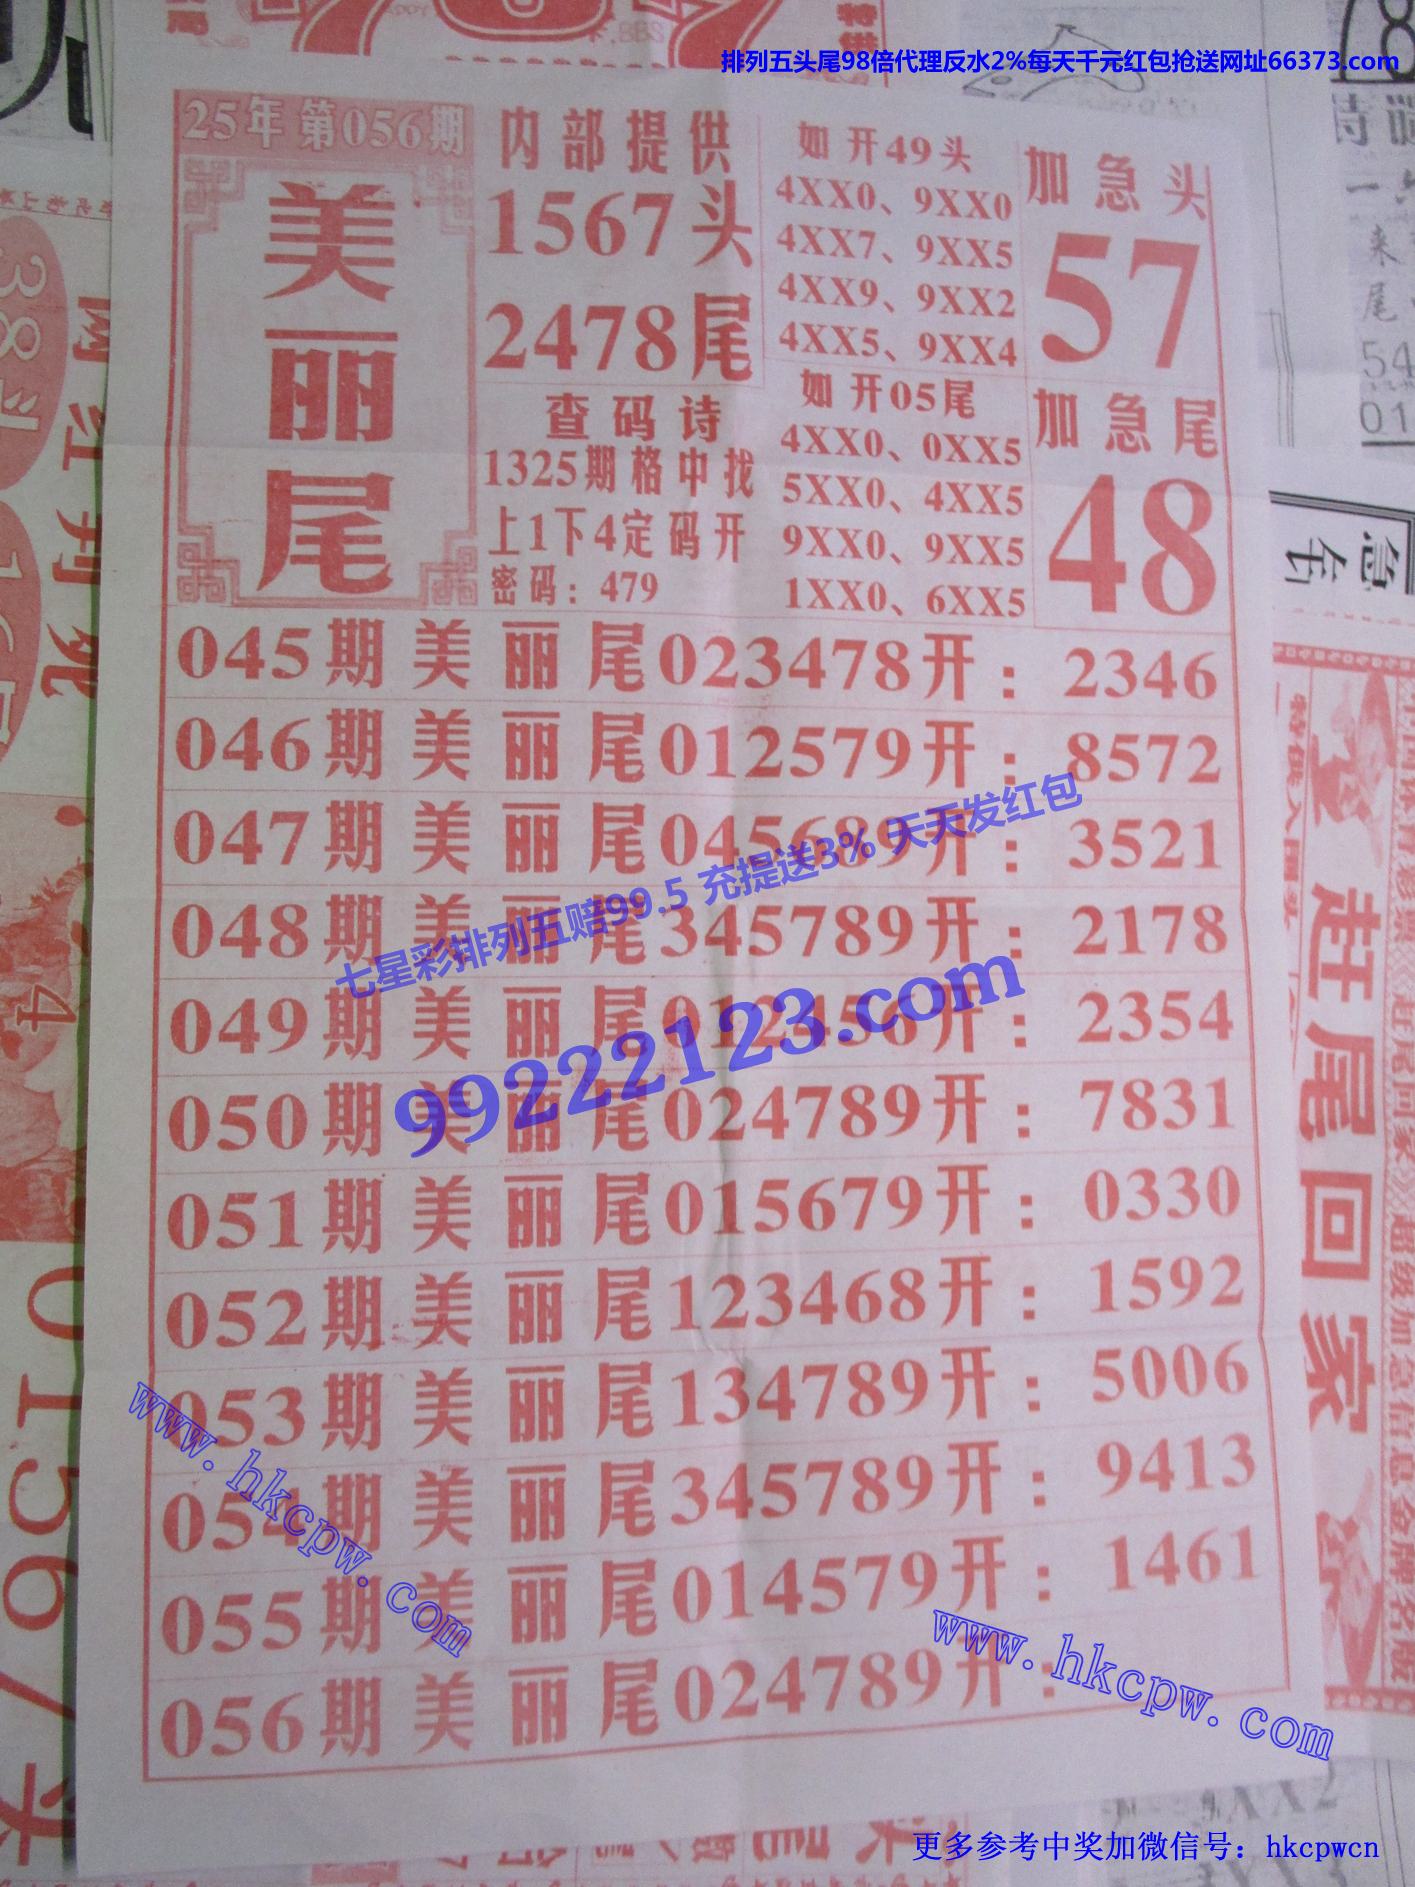 排列五头尾98倍代理反水2%每天千元红包抢送网址66373.com
25年 第056期
美
丽
尾
内部提供
1567头
2478尾
查码诗
1325期格中找
上1下4定码开
密码：479
如开49头
4XX0、9XX0
4XX7、9XX5
4XX9、9XX2
4XX5、9XX4
如开05尾
4XX0、0XX5
5XX0、4XX5
9XX0、9XX5
1XX0、6XX5
加急头
57
加急尾
48
045期美丽尾023478开：2346
046期美丽尾012579开：8572
047期美丽尾045689开：3521
048期美丽尾345789开：2178
049期美丽尾012456开：2354
050期美丽尾024789开：7831
051期美丽尾015679开：0330
052期美丽尾123468开：1592
053期美丽尾134789开：5006
054期美丽尾345789开：9413
055期美丽尾014579开：1461
056期美丽尾024789开：
七星彩排列五赔99.5 充提送3% 天天发红包
99222123.com
www.hkcpw.com
www.hkcpw.com
赶尾回家
更多参考中奖加微信号：hkcpwcn